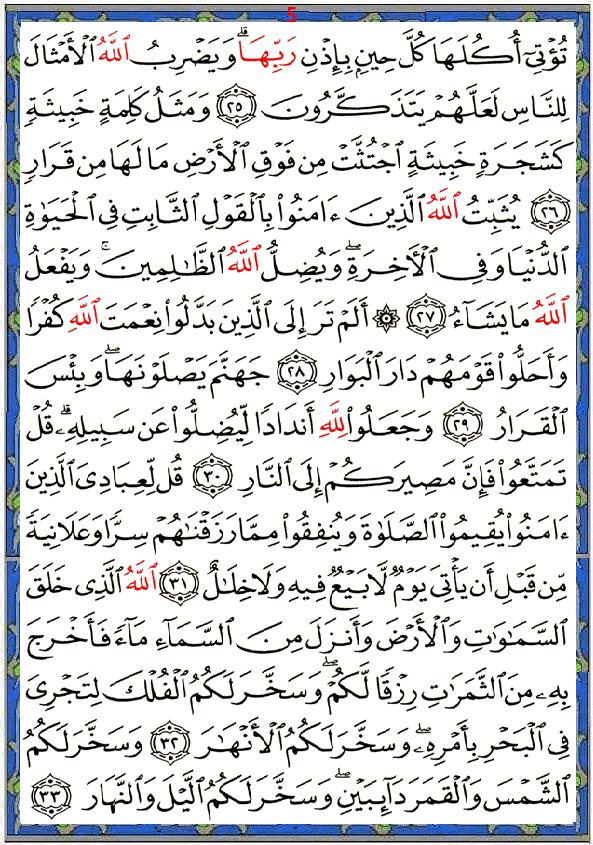 5
تُؤۡتِيٓ أُكُلَهَا كُلَّ حِينِۭ بِإِذۡنِ رَبِّهَاۗ وَيَضۡرِبُ ٱللَّهُ ٱلۡأَمۡثَالَ
لِلنَّاسِ لَعَلَّهُمۡ يَتَذَكَّرُونَ ٢٥ وَمَثَلُ كَلِمَةٍ خَبِيثَةٖ
كَشَجَرَةٍ خَبِيثَةٍ ٱجۡتُثَّتۡ مِن فَوۡقِ ٱلۡأَرۡضِ مَا لَهَا مِن قَرَارٖ
٢٦ يُثَبِّتُ ٱللَّهُ ٱلَّذِينَ ءَامَنُواْ بِٱلۡقَوۡلِ ٱلثَّابِتِ فِي ٱلۡحَيَوٰةِ
ٱلدُّنۡيَا وَفِي ٱلۡأٓخِرَةِۖ وَيُضِلُّ ٱللَّهُ ٱلظَّٰلِمِينَۚ وَيَفۡعَلُ
ٱللَّهُ مَا يَشَآءُ ٢٧ ۞ أَلَمۡ تَرَ إِلَى ٱلَّذِينَ بَدَّلُواْ نِعۡمَتَ ٱللَّهِ كُفۡرٗا
وَأَحَلُّواْ قَوۡمَهُمۡ دَارَ ٱلۡبَوَارِ ٢٨ جَهَنَّمَ يَصۡلَوۡنَهَاۖ وَبِئۡسَ
ٱلۡقَرَارُ ٢٩ وَجَعَلُواْ لِلَّهِ أَندَادٗا لِّيُضِلُّواْ عَن سَبِيلِهِۦۗ قُلۡ
تَمَتَّعُواْ فَإِنَّ مَصِيرَكُمۡ إِلَى ٱلنَّارِ ٣٠ قُل لِّعِبَادِيَ ٱلَّذِينَ
ءَامَنُواْ يُقِيمُواْ ٱلصَّلَوٰةَ وَيُنفِقُواْ مِمَّا رَزَقۡنَٰهُمۡ سِرّٗا وَعَلَانِيَةٗ
مِّن قَبۡلِ أَن يَأۡتِيَ يَوۡمٞ لَّا بَيۡعٞ فِيهِ وَلَا خِلَٰلٌ ٣١ ٱللَّهُ ٱلَّذِي خَلَقَ
ٱلسَّمَٰوَٰتِ وَٱلۡأَرۡضَ وَأَنزَلَ مِنَ ٱلسَّمَآءِ مَآءٗ فَأَخۡرَجَ
بِهِۦ مِنَ ٱلثَّمَرَٰتِ رِزۡقٗا لَّكُمۡۖ وَسَخَّرَ لَكُمُ ٱلۡفُلۡكَ لِتَجۡرِيَ
فِي ٱلۡبَحۡرِ بِأَمۡرِهِۦۖ وَسَخَّرَ لَكُمُ ٱلۡأَنۡهَٰرَ ٣٢ وَسَخَّرَ لَكُمُ
ٱلشَّمۡسَ وَٱلۡقَمَرَ دَآئِبَيۡنِۖ وَسَخَّرَ لَكُمُ ٱلَّيۡلَ وَٱلنَّهَارَ ٣٣